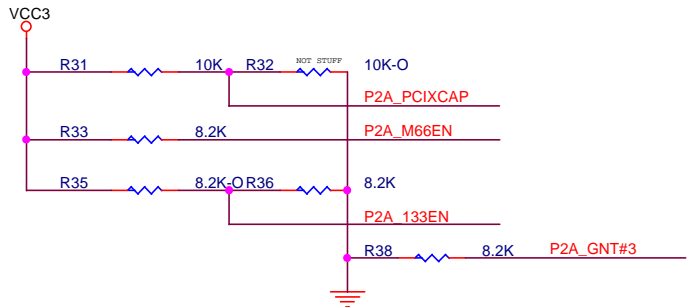 VCC3
R31 10K R32 NOT STUFF 10K-O
P2A_PCIXCAP
R33 8.2K P2A_M66EN
R35 8.2K-O R36 8.2K
P2A_133EN
R38 8.2K P2A_GNT#3